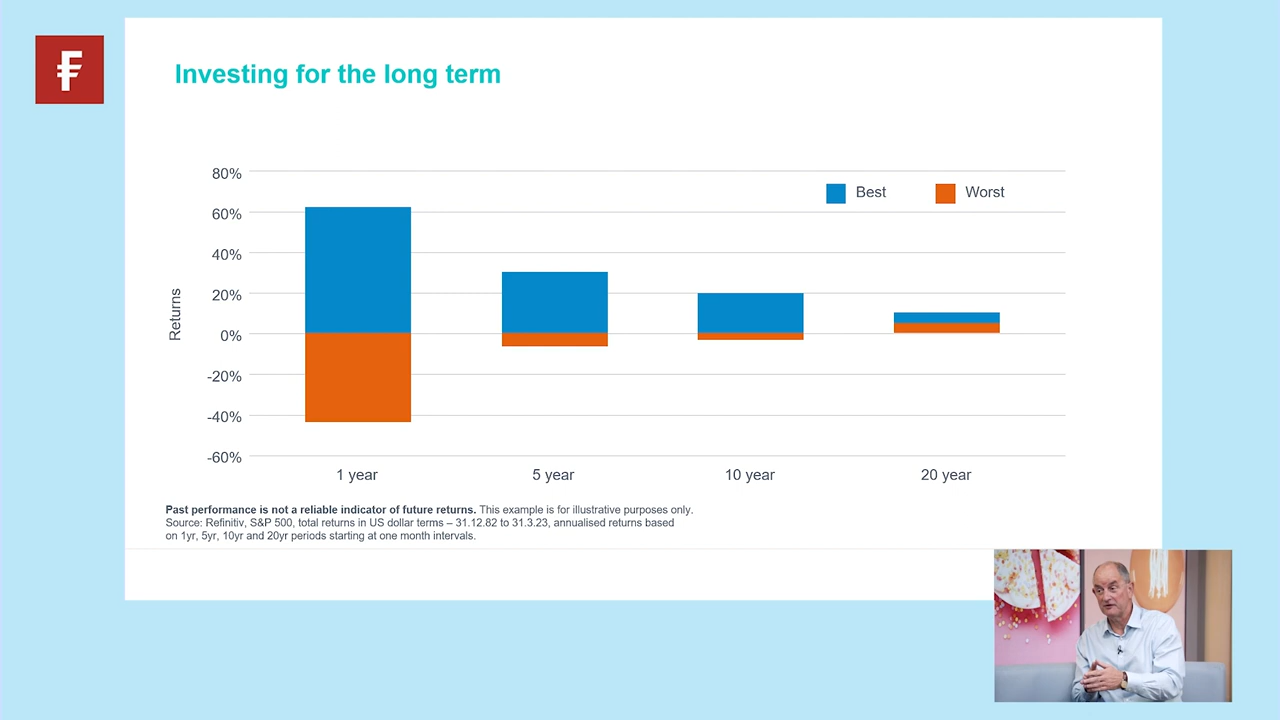 Investing for the long term
80%
Best
Worst
60%
40%
20%
Returns
0%
-20%
-40%
-60%
1 year
5 year
10 year
20 year
Past performance is not a reliable indicator of future returns. This example is for illustrative purposes only.
Source: Refinitiv, S&P 500, total returns in US dollar terms – 31.12.82 to 31.3.23, annualised returns based
on 1yr, 5yr, 10yr and 20yr periods starting at one month intervals.